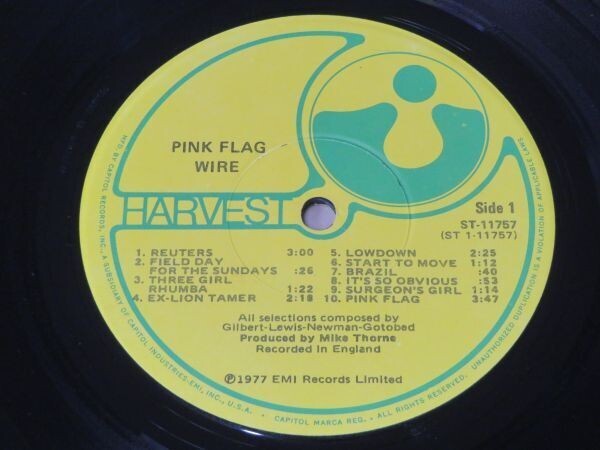 PINK FLAG
WIRE
HARVEST
Side 1
ST-11757
(ST 1-11757)
1. REUTERS 3:00
2. FIELD DAY
FOR THE SUNDAYS :26
3. THREE GIRL
RHUMBA 1:22
4. EX-LION TAMER 2:18
5. LOWDOWN 2:25
6. START TO MOVE 1:12
7. BRAZIL :40
8. IT'S SO OBVIOUS :53
9. SURGEON'S GIRL 1:14
10. PINK FLAG 3:47
All selections composed by
Gilbert-Lewis-Newman-Gotobed
Produced by Mike Thorne
Recorded In England
℗1977 EMI Records Limited
MFD. BY CAPITOL RECORDS, INC., A SUBSIDIARY OF CAPITOL INDUSTRIES-EMI, INC., U.S.A. • CAPITOL MARCA REG. • ALL RIGHTS RESERVED. UNAUTHORIZED DUPLICATION IS A VIOLATION OF APPLICABLE LAWS